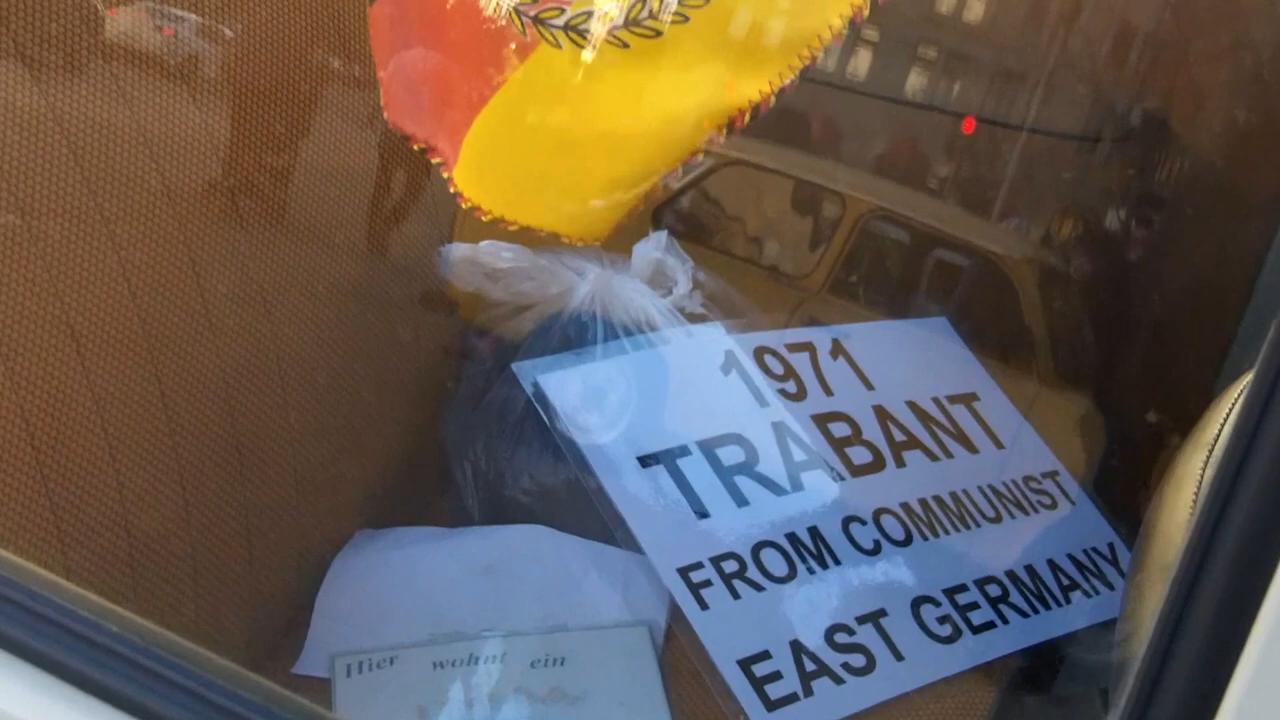 1971
TRABANT
FROM COMMUNIST
EAST GERMANY
Hier wohnt ein